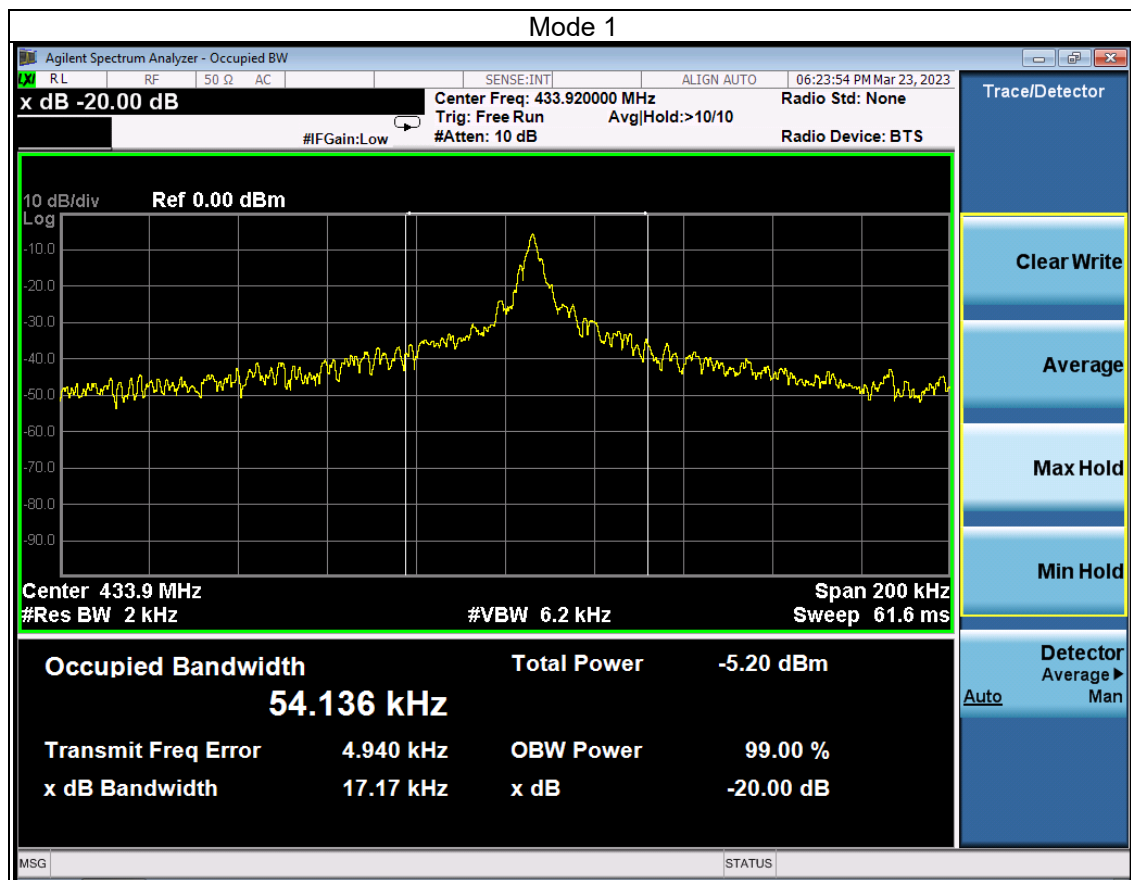 Mode 1
Agilent Spectrum Analyzer - Occupied BW
LXI RL RF 50 Ω AC SENSE:INT ALIGN AUTO 06:23:54 PM Mar 23, 2023
x dB -20.00 dB
Center Freq: 433.920000 MHz Radio Std: None
Trig: Free Run Avg|Hold:>10/10
#IFGain:Low #Atten: 10 dB Radio Device: BTS
Trace/Detector
10 dB/div Ref 0.00 dBm
Log
-10.0
-20.0
-30.0
-40.0
-50.0
-60.0
-70.0
-80.0
-90.0
Center 433.9 MHz Span 200 kHz
#Res BW 2 kHz #VBW 6.2 kHz Sweep 61.6 ms
Occupied Bandwidth Total Power -5.20 dBm
54.136 kHz
Transmit Freq Error 4.940 kHz OBW Power 99.00 %
x dB Bandwidth 17.17 kHz x dB -20.00 dB
Clear Write
Average
Max Hold
Min Hold
Detector
Average
Auto Man
MSG STATUS